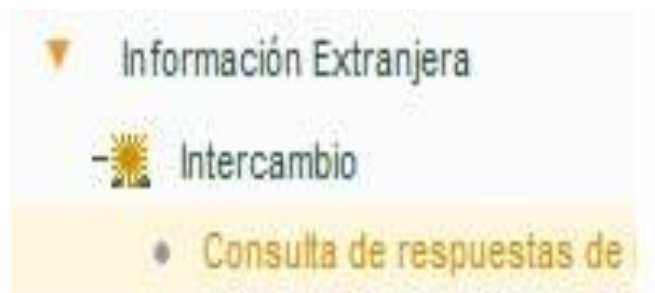 Información Extranjera
Intercambio
Consulta de respuestas de